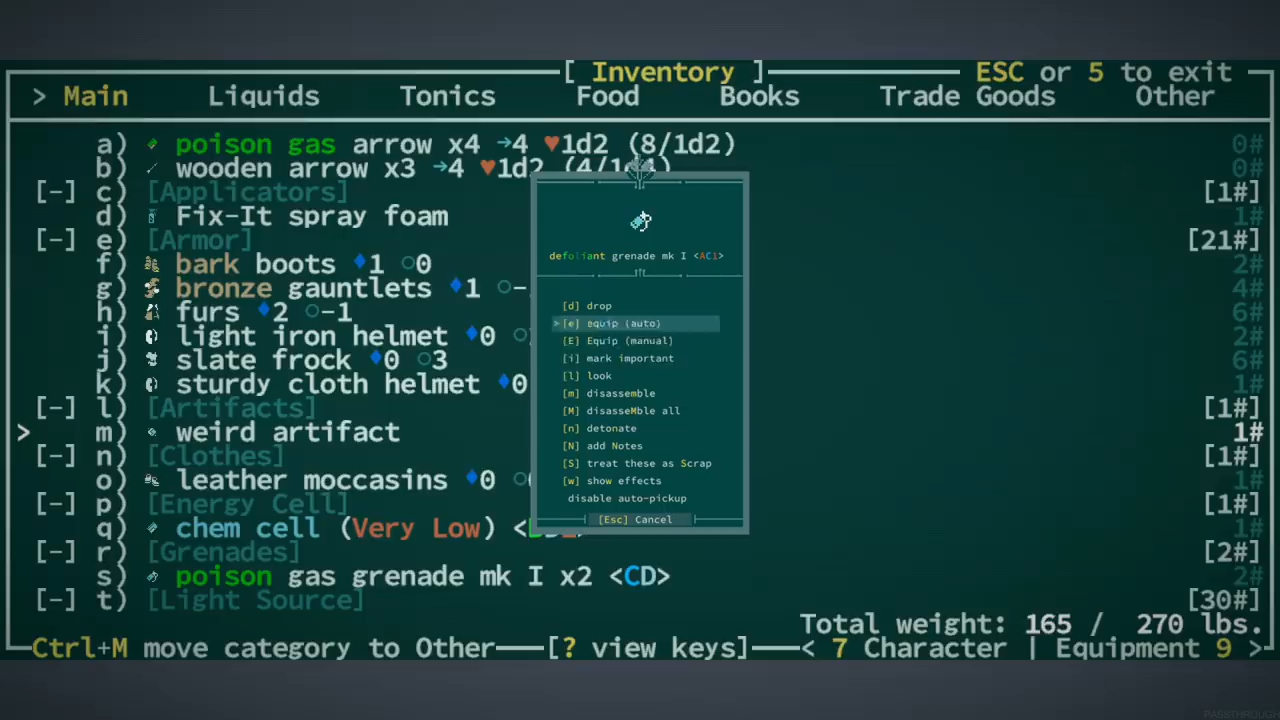 [ Inventory ]
ESC or 5 to exit
> Main Liquids Tonics Food Books Trade Goods Other
a) poison gas arrow x4 →4 ♥1d2 (8/1d2) 0#
b) wooden arrow x3 →4 ♥1d2 0#
[-] c) [Applicators] [1#]
d) Fix-It spray foam 1#
[-] e) [Armor] [21#]
f) bark boots ♦1 ○0 2#
g) bronze gauntlets ♦1 ○- 4#
h) furs ♦2 ○-1 6#
i) light iron helmet ♦0 2#
j) slate frock ♦0 ○3 6#
k) sturdy cloth helmet ♦0 1#
[-] l) [Artifacts] [1#]
> m) weird artifact 1#
[-] n) [Clothes] [1#]
o) leather moccasins ♦0 1#
[-] p) [Energy Cell] [1#]
q) chem cell (Very Low) 1#
[-] r) [Grenades] [2#]
s) poison gas grenade mk I x2 <CD> 2#
[-] t) [Light Source] [30#]
Total weight: 165 / 270 lbs.
Ctrl+M move category to Other [? view keys] < 7 Character | Equipment 9 >
defoliant grenade mk I <AC1>
[d] drop
> [e] equip (auto)
[E] Equip (manual)
[i] mark important
[l] look
[m] disassemble
[M] disasseMble all
[n] detonate
[N] add Notes
[S] treat these as Scrap
[w] show effects
disable auto-pickup
[Esc] Cancel